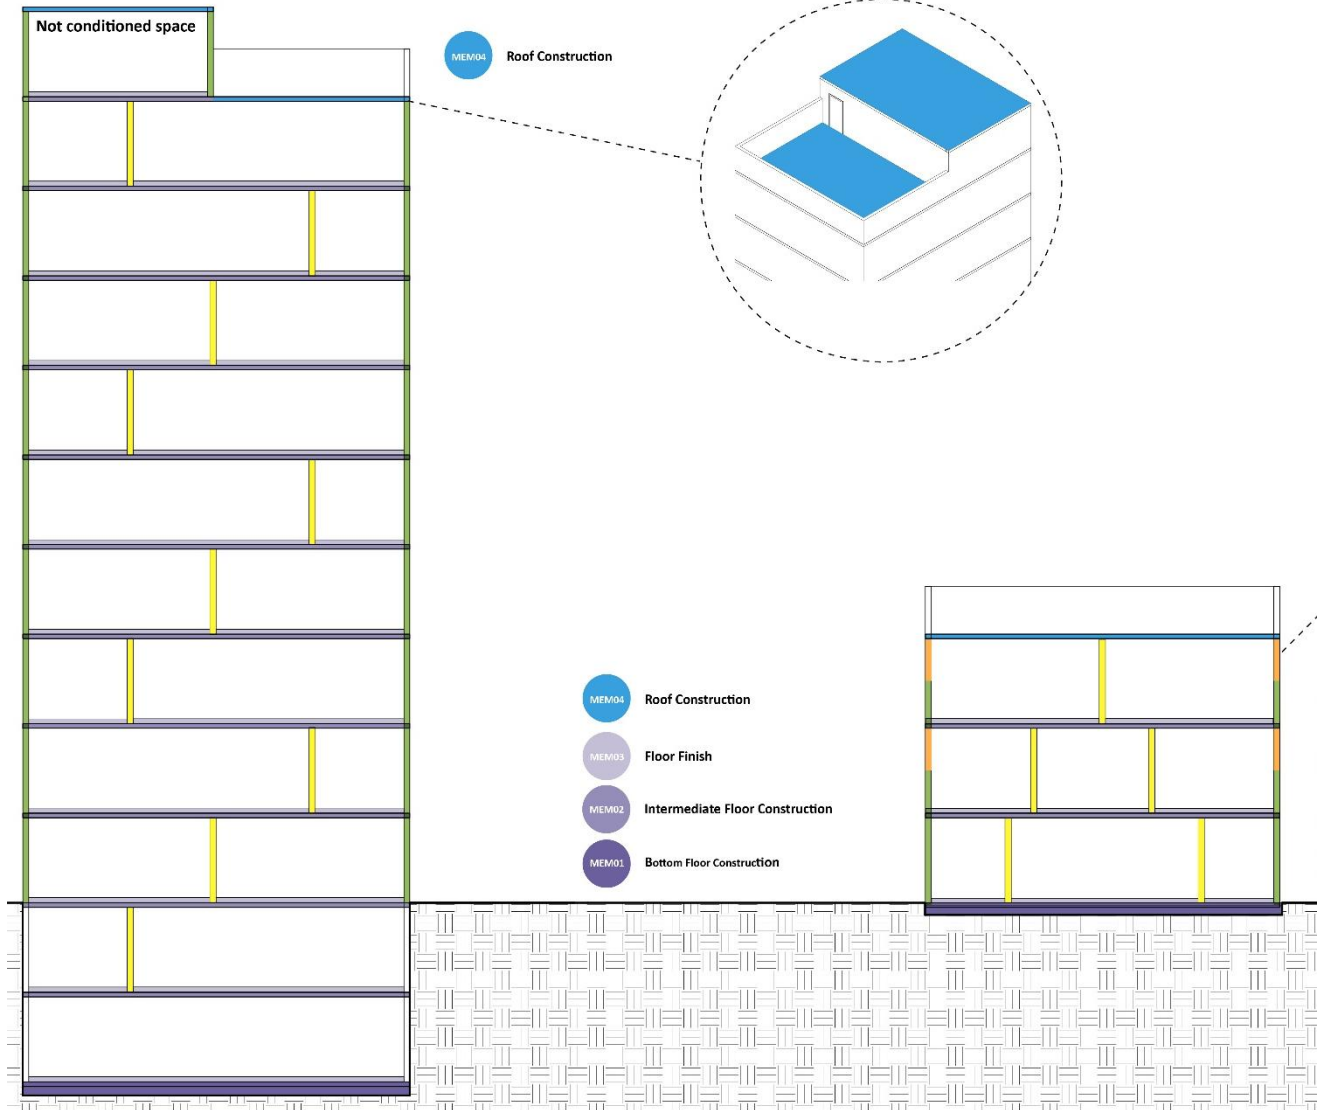 Not conditioned space
MEM04 Roof Construction
MEM04 Roof Construction
MEM03 Floor Finish
MEM02 Intermediate Floor Construction
MEM01 Bottom Floor Construction